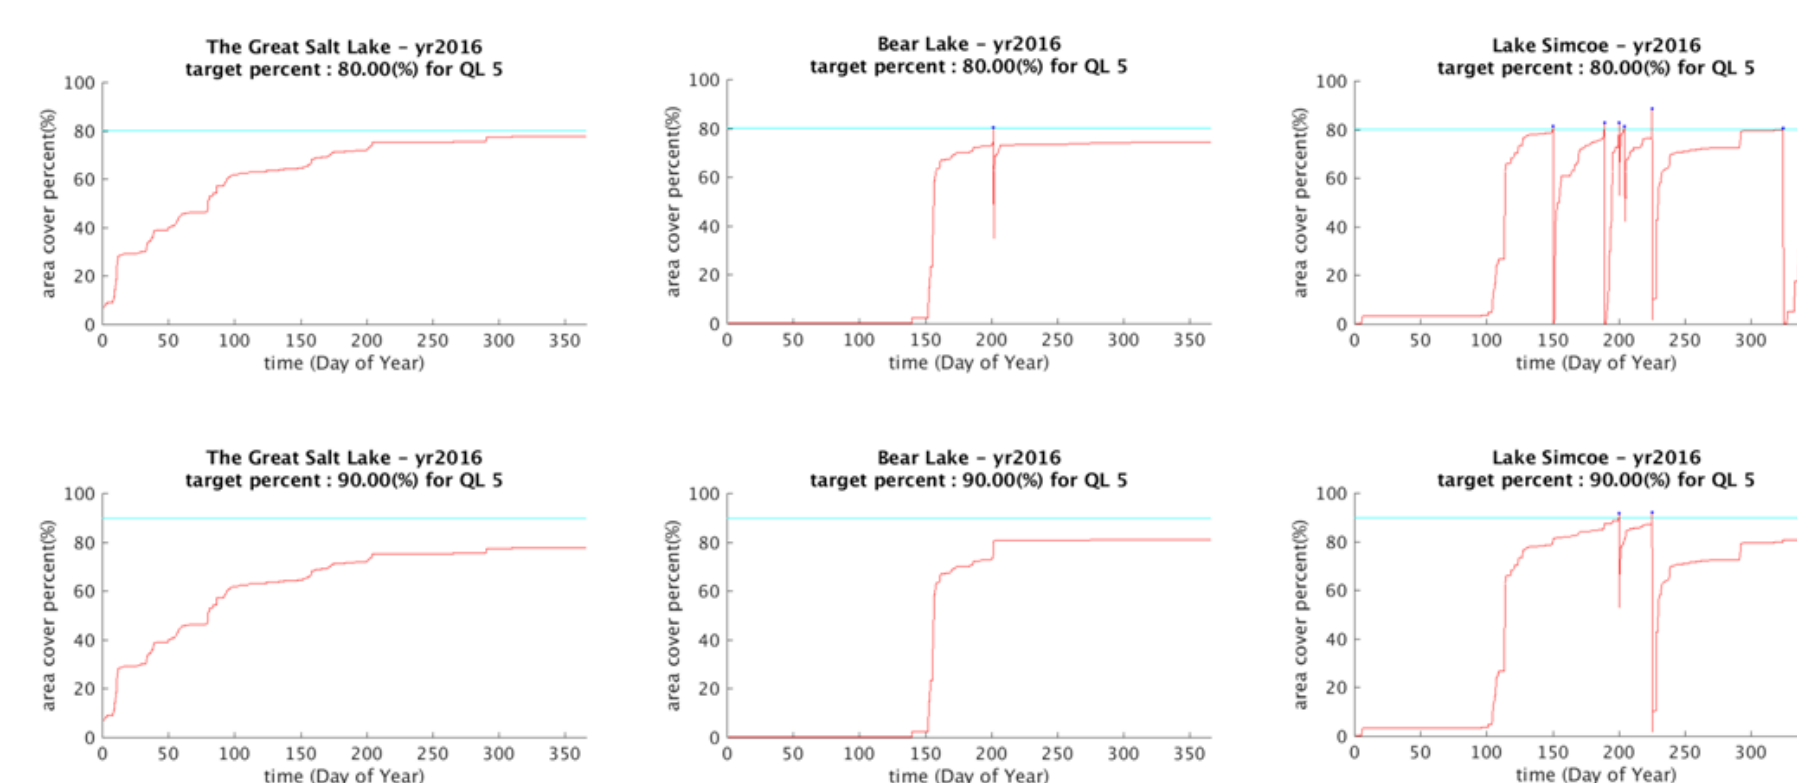 The Great Salt Lake – yr2016
target percent : 80.00(%) for QL 5
area cover percent(%)
100
80
60
40
20
0
0 50 100 150 200 250 300 350
time (Day of Year)
Bear Lake – yr2016
target percent : 80.00(%) for QL 5
area cover percent(%)
100
80
60
40
20
0
0 50 100 150 200 250 300 350
time (Day of Year)
Lake Simcoe – yr2016
target percent : 80.00(%) for QL 5
area cover percent(%)
100
80
60
40
20
0
0 50 100 150 200 250 300
time (Day of Year)
The Great Salt Lake – yr2016
target percent : 90.00(%) for QL 5
area cover percent(%)
100
80
60
40
20
0
0 50 100 150 200 250 300 350
time (Day of Year)
Bear Lake – yr2016
target percent : 90.00(%) for QL 5
area cover percent(%)
100
80
60
40
20
0
0 50 100 150 200 250 300 350
time (Day of Year)
Lake Simcoe – yr2016
target percent : 90.00(%) for QL 5
area cover percent(%)
100
80
60
40
20
0
0 50 100 150 200 250 300
time (Day of Year)